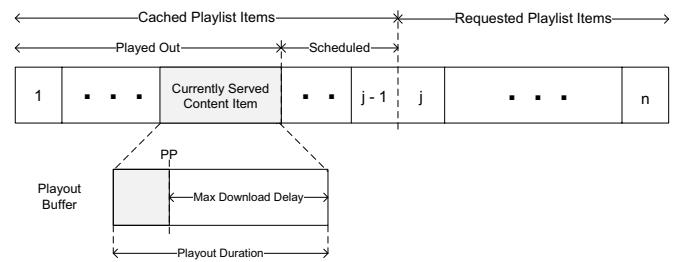 Cached Playlist Items
Requested Playlist Items
Played Out
Scheduled
1
Currently Served
Content Item
j - 1
j
n
PP
Playout
Buffer
Max Download Delay
Playout Duration